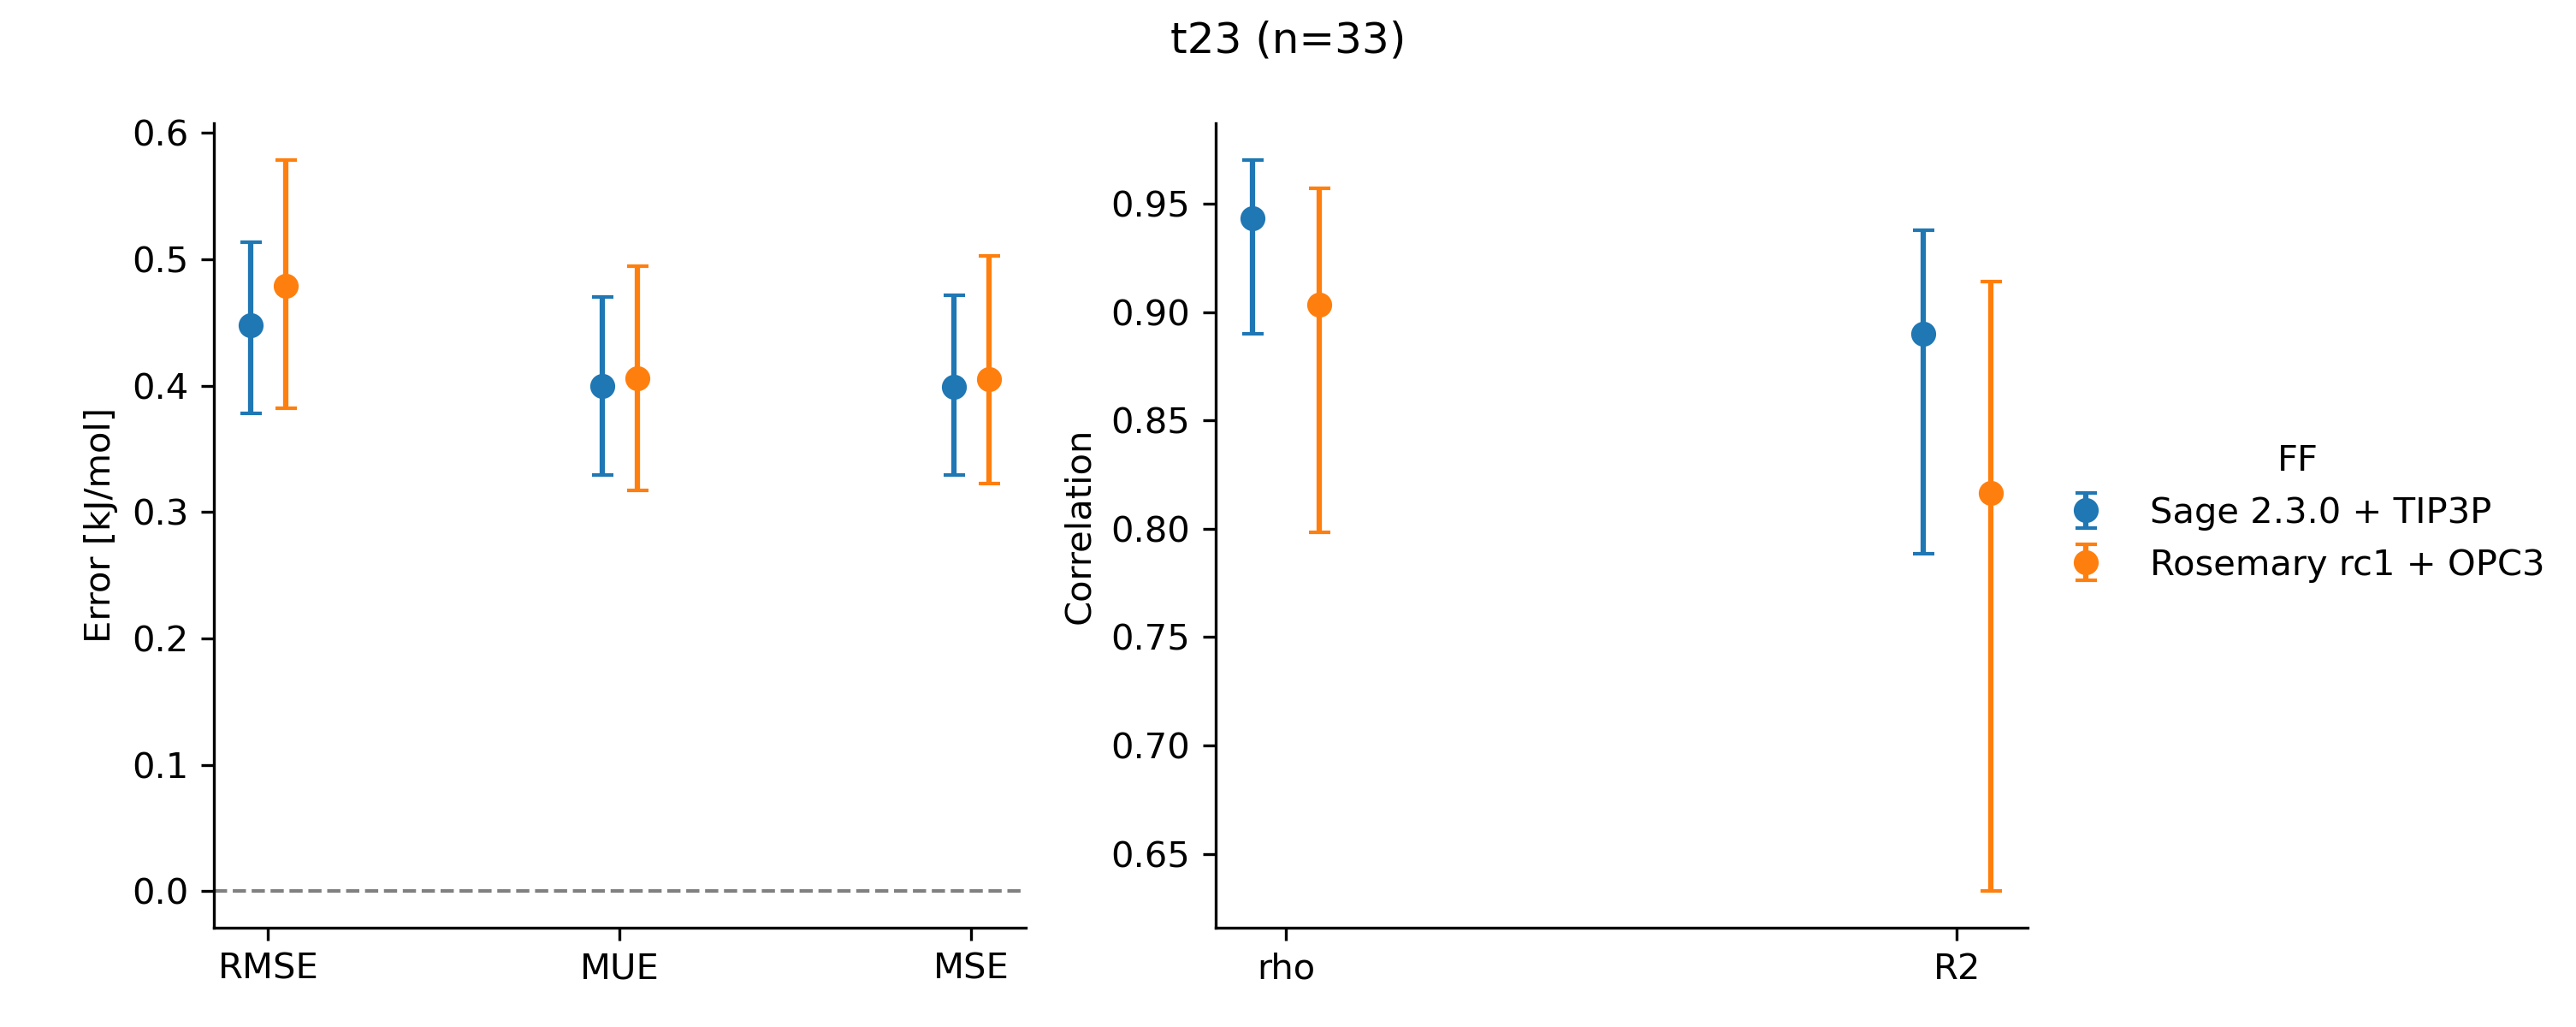 t23 (n=33)
Error [kJ/mol]
0.6
0.5
0.4
0.3
0.2
0.1
0.0
RMSE
MUE
MSE
Correlation
0.95
0.90
0.85
0.80
0.75
0.70
0.65
rho
R2
FF
Sage 2.3.0 + TIP3P
Rosemary rc1 + OPC3